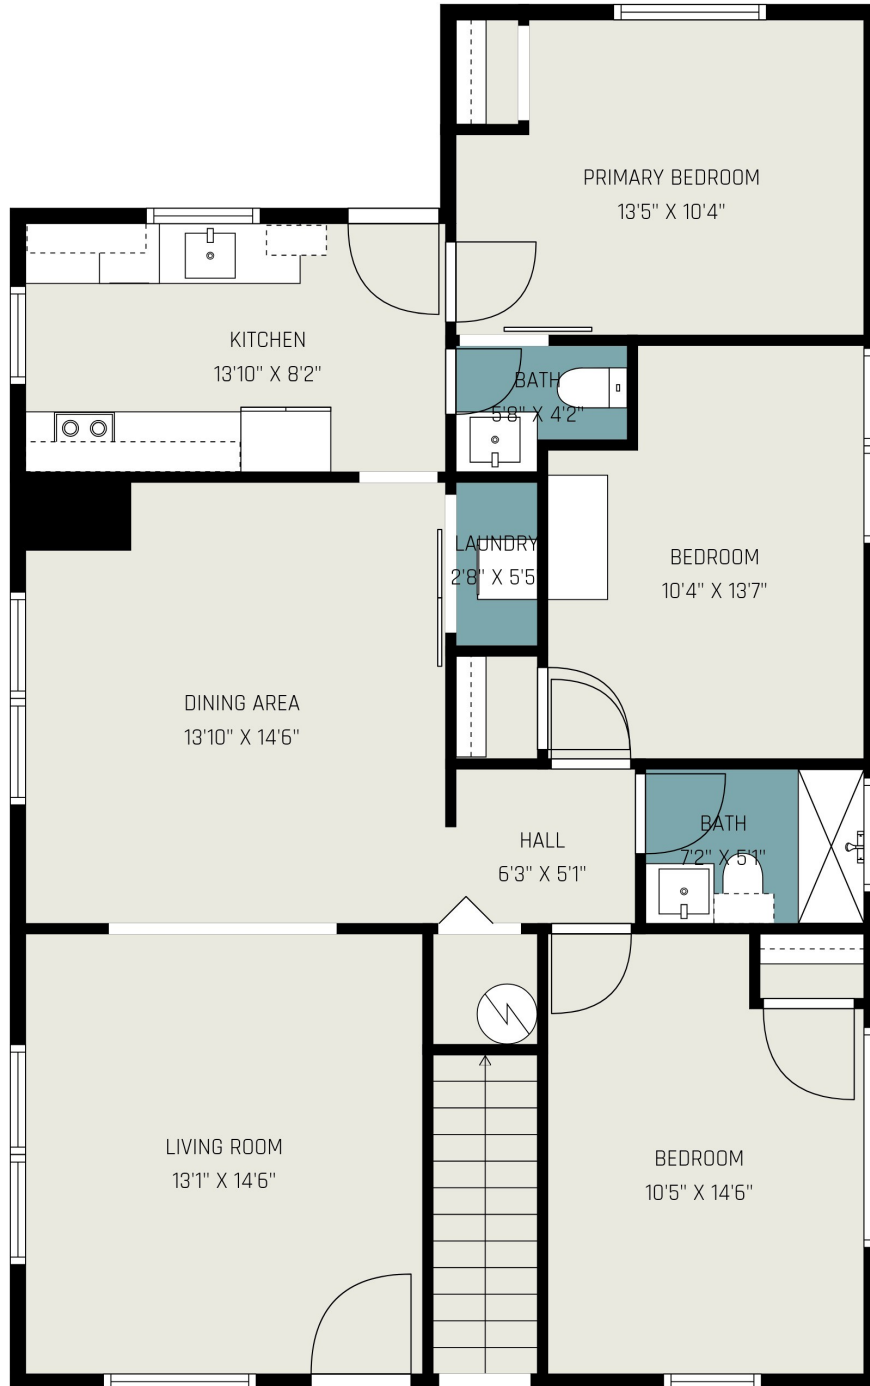 PRIMARY BEDROOM
13'5" X 10'4"
KITCHEN
13'10" X 8'2"
BATH
5'8" X 4'2"
LAUNDRY
2'8" X 5'5
BEDROOM
10'4" X 13'7"
DINING AREA
13'10" X 14'6"
HALL
6'3" X 5'1"
BATH
7'2" X 5'1"
LIVING ROOM
13'1" X 14'6"
BEDROOM
10'5" X 14'6"